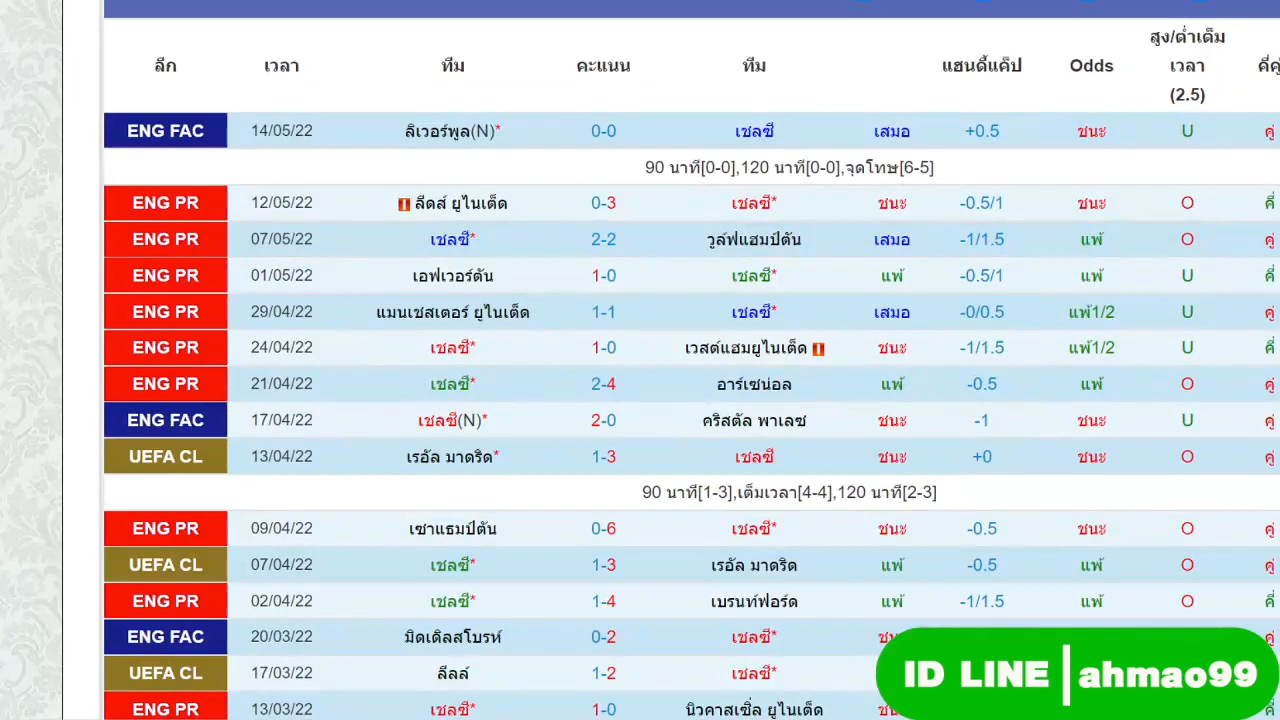 ลีก เวลา ทีม คะแนน ทีม แฮนดี้แค็ป Odds สูง/ต่ำเต็มเวลา (2.5)
ENG FAC 14/05/22 ลิเวอร์พูล(N)* 0-0 เชลซี เสมอ +0.5 ชนะ U คู่
90 นาที[0-0],120 นาที[0-0],จุดโทษ[6-5]
ENG PR 12/05/22 1 ลีดส์ ยูไนเต็ด 0-3 เชลซี* ชนะ -0.5/1 ชนะ O คี่
ENG PR 07/05/22 เชลซี* 2-2 วูล์ฟแฮมป์ตัน เสมอ -1/1.5 แพ้ O คู่
ENG PR 01/05/22 เอฟเวอร์ตัน 1-0 เชลซี* แพ้ -0.5/1 แพ้ U คี่
ENG PR 29/04/22 แมนเชสเตอร์ ยูไนเต็ด 1-1 เชลซี* เสมอ -0/0.5 แพ้1/2 U คู่
ENG PR 24/04/22 เชลซี* 1-0 เวสต์แฮมยูไนเต็ด 1 ชนะ -1/1.5 แพ้1/2 U คี่
ENG PR 21/04/22 เชลซี* 2-4 อาร์เซน่อล แพ้ -0.5 แพ้ O คู่
ENG FAC 17/04/22 เชลซี(N)* 2-0 คริสตัล พาเลซ ชนะ -1 ชนะ U คู่
UEFA CL 13/04/22 เรอัล มาดริด* 1-3 เชลซี ชนะ +0 ชนะ O คู่
90 นาที[1-3],เต็มเวลา[4-4],120 นาที[2-3]
ENG PR 09/04/22 เซาแธมป์ตัน 0-6 เชลซี* ชนะ -0.5 ชนะ O คู่
UEFA CL 07/04/22 เชลซี* 1-3 เรอัล มาดริด แพ้ -0.5 แพ้ O คู่
ENG PR 02/04/22 เชลซี* 1-4 เบรนท์ฟอร์ด แพ้ -1/1.5 แพ้ O คี่
ENG FAC 20/03/22 มิดเดิลสโบรห์ 0-2 เชลซี*
UEFA CL 17/03/22 ลีลล์ 1-2 เชลซี*
ENG PR 13/03/22 เชลซี* 1-0 นิวคาสเซิ่ล ยูไนเต็ด
ID LINE ahmao99